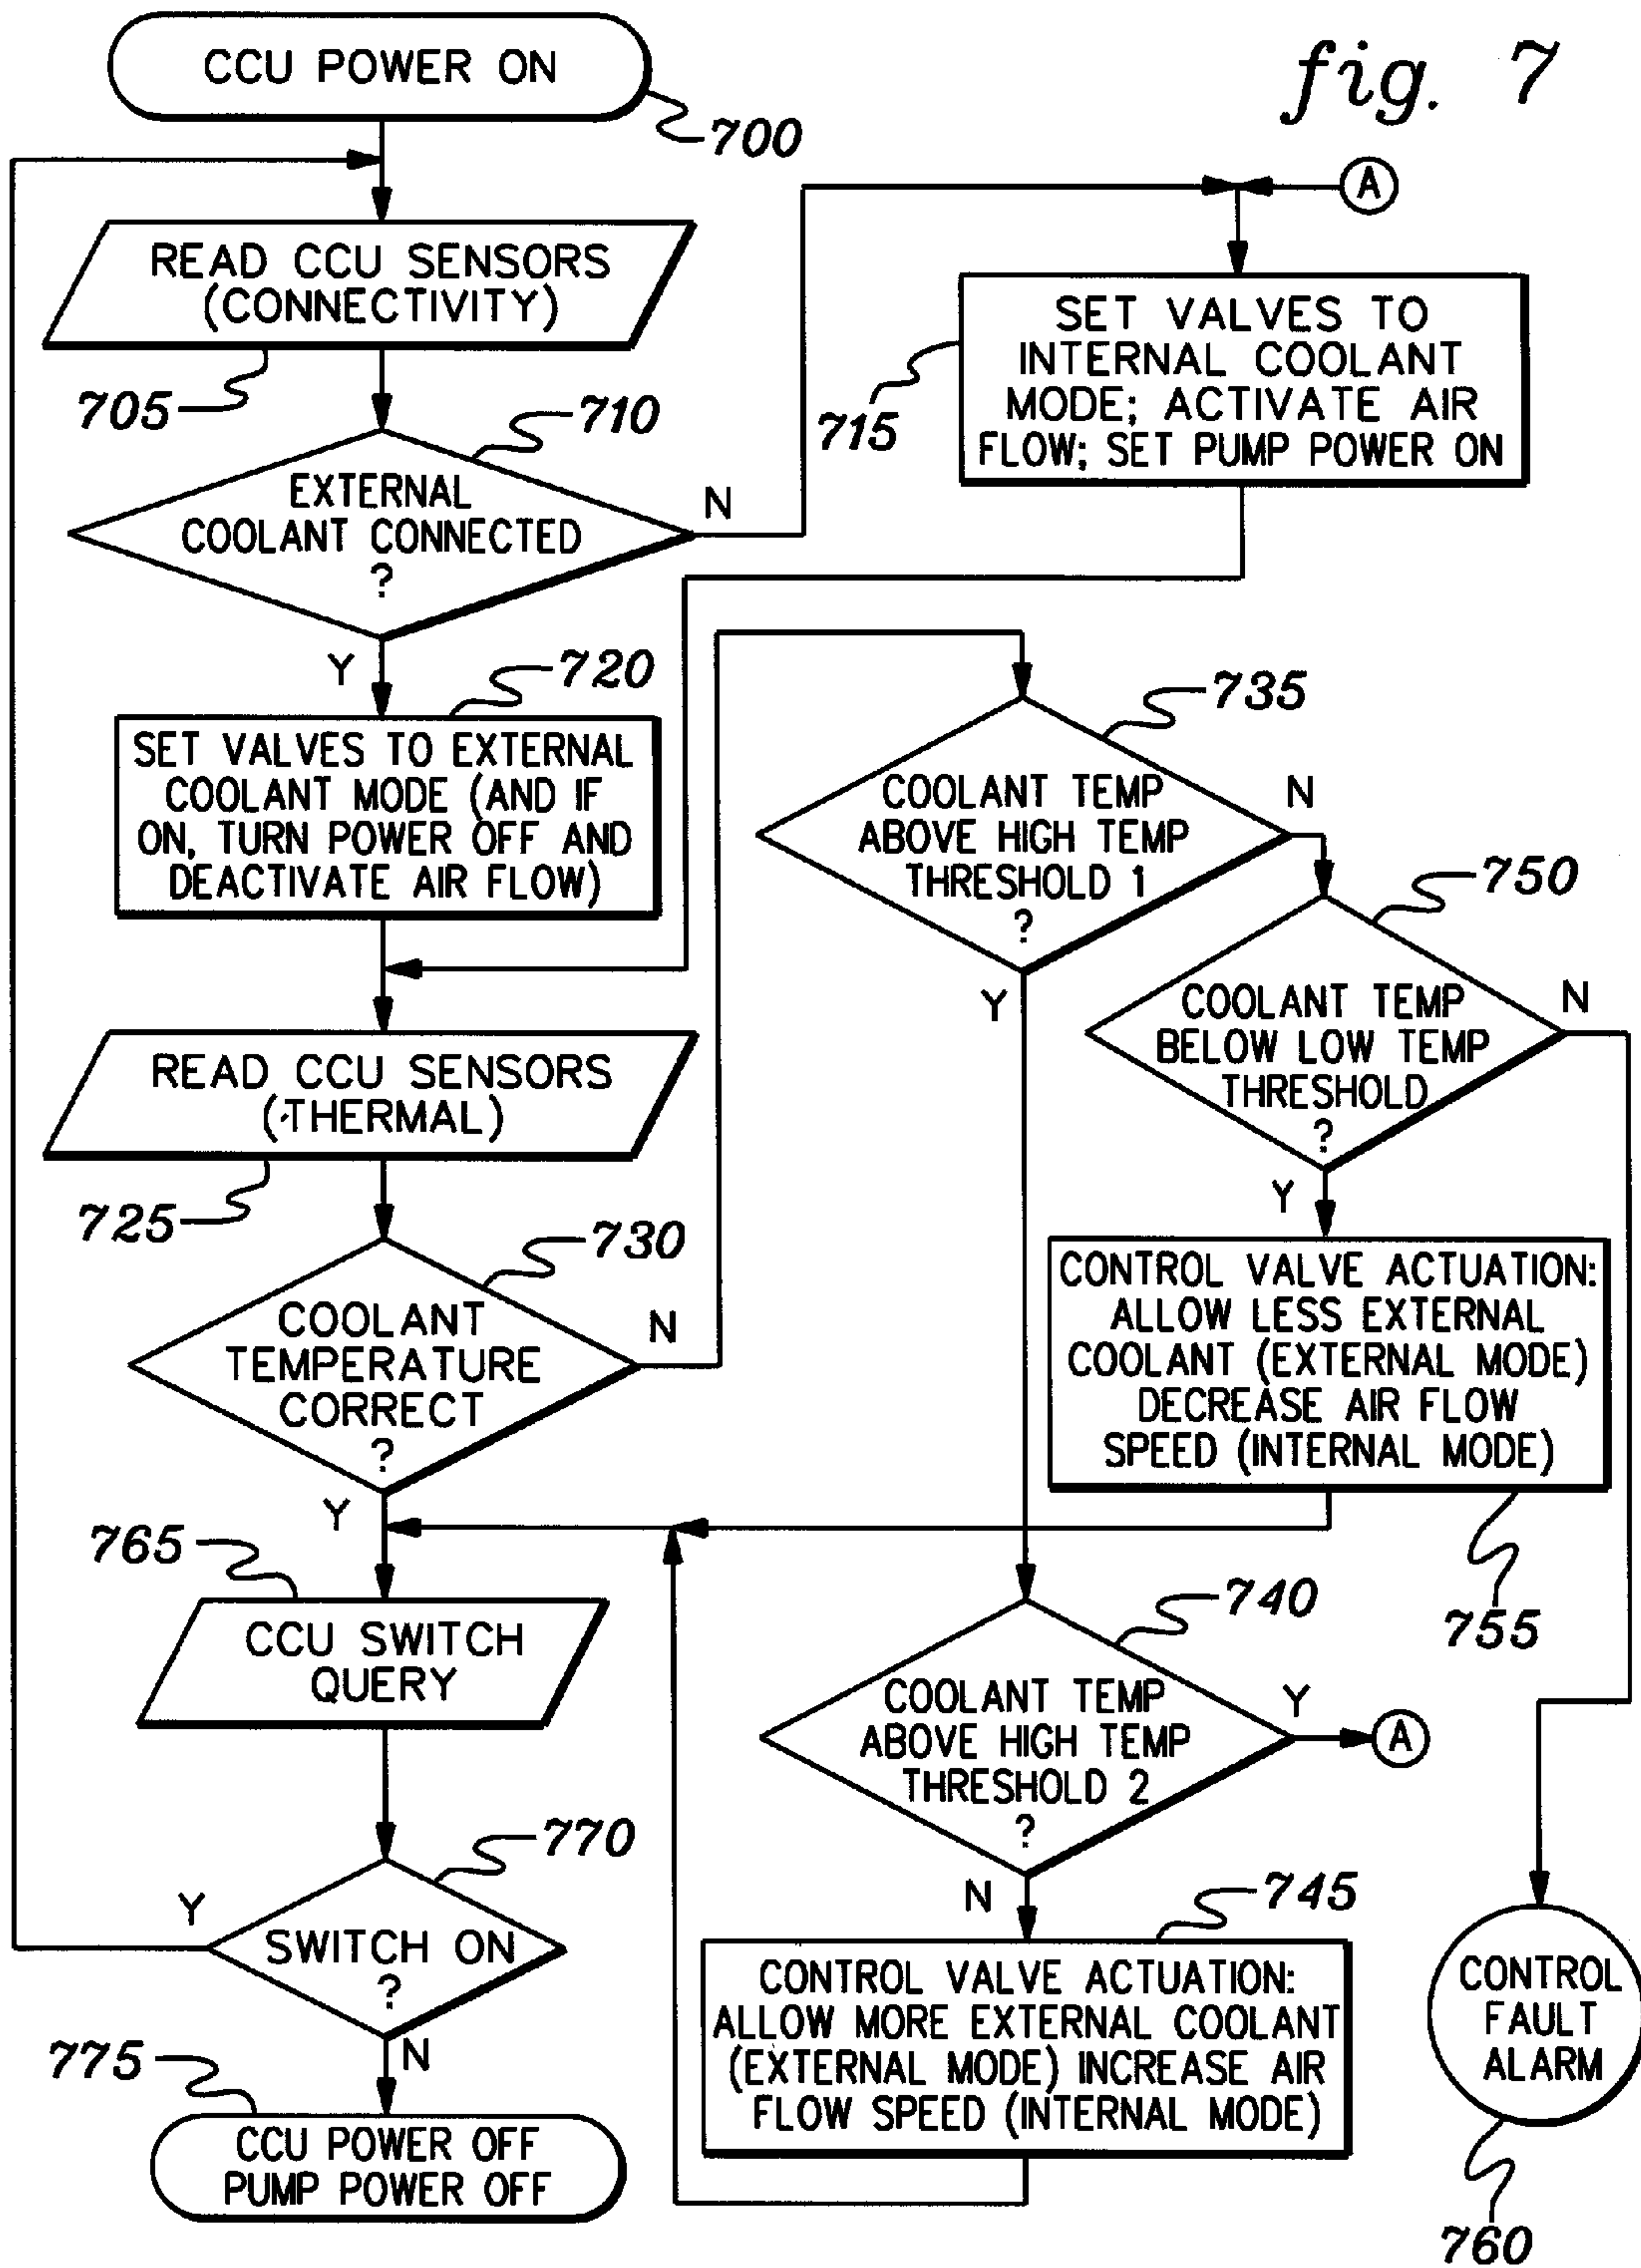 CCU POWER ON
fig. 7
700
A
READ CCU SENSORS
(CONNECTIVITY)
705
710
EXTERNAL
COOLANT CONNECTED
?
N
Y
SET VALVES TO
INTERNAL COOLANT
MODE; ACTIVATE AIR
FLOW; SET PUMP POWER ON
715
720
SET VALVES TO EXTERNAL
COOLANT MODE (AND IF
ON, TURN POWER OFF AND
DEACTIVATE AIR FLOW)
READ CCU SENSORS
(THERMAL)
725
730
COOLANT
TEMPERATURE
CORRECT
?
N
Y
735
COOLANT TEMP
ABOVE HIGH TEMP
THRESHOLD 1
?
N
Y
750
COOLANT TEMP
BELOW LOW TEMP
THRESHOLD
?
N
Y
CONTROL VALVE ACTUATION:
ALLOW LESS EXTERNAL
COOLANT (EXTERNAL MODE)
DECREASE AIR FLOW
SPEED (INTERNAL MODE)
755
765
CCU SWITCH
QUERY
740
COOLANT TEMP
ABOVE HIGH TEMP
THRESHOLD 2
?
Y
A
N
770
SWITCH ON
?
Y
N
745
CONTROL VALVE ACTUATION:
ALLOW MORE EXTERNAL COOLANT
(EXTERNAL MODE) INCREASE AIR
FLOW SPEED (INTERNAL MODE)
CONTROL
FAULT
ALARM
760
775
CCU POWER OFF
PUMP POWER OFF